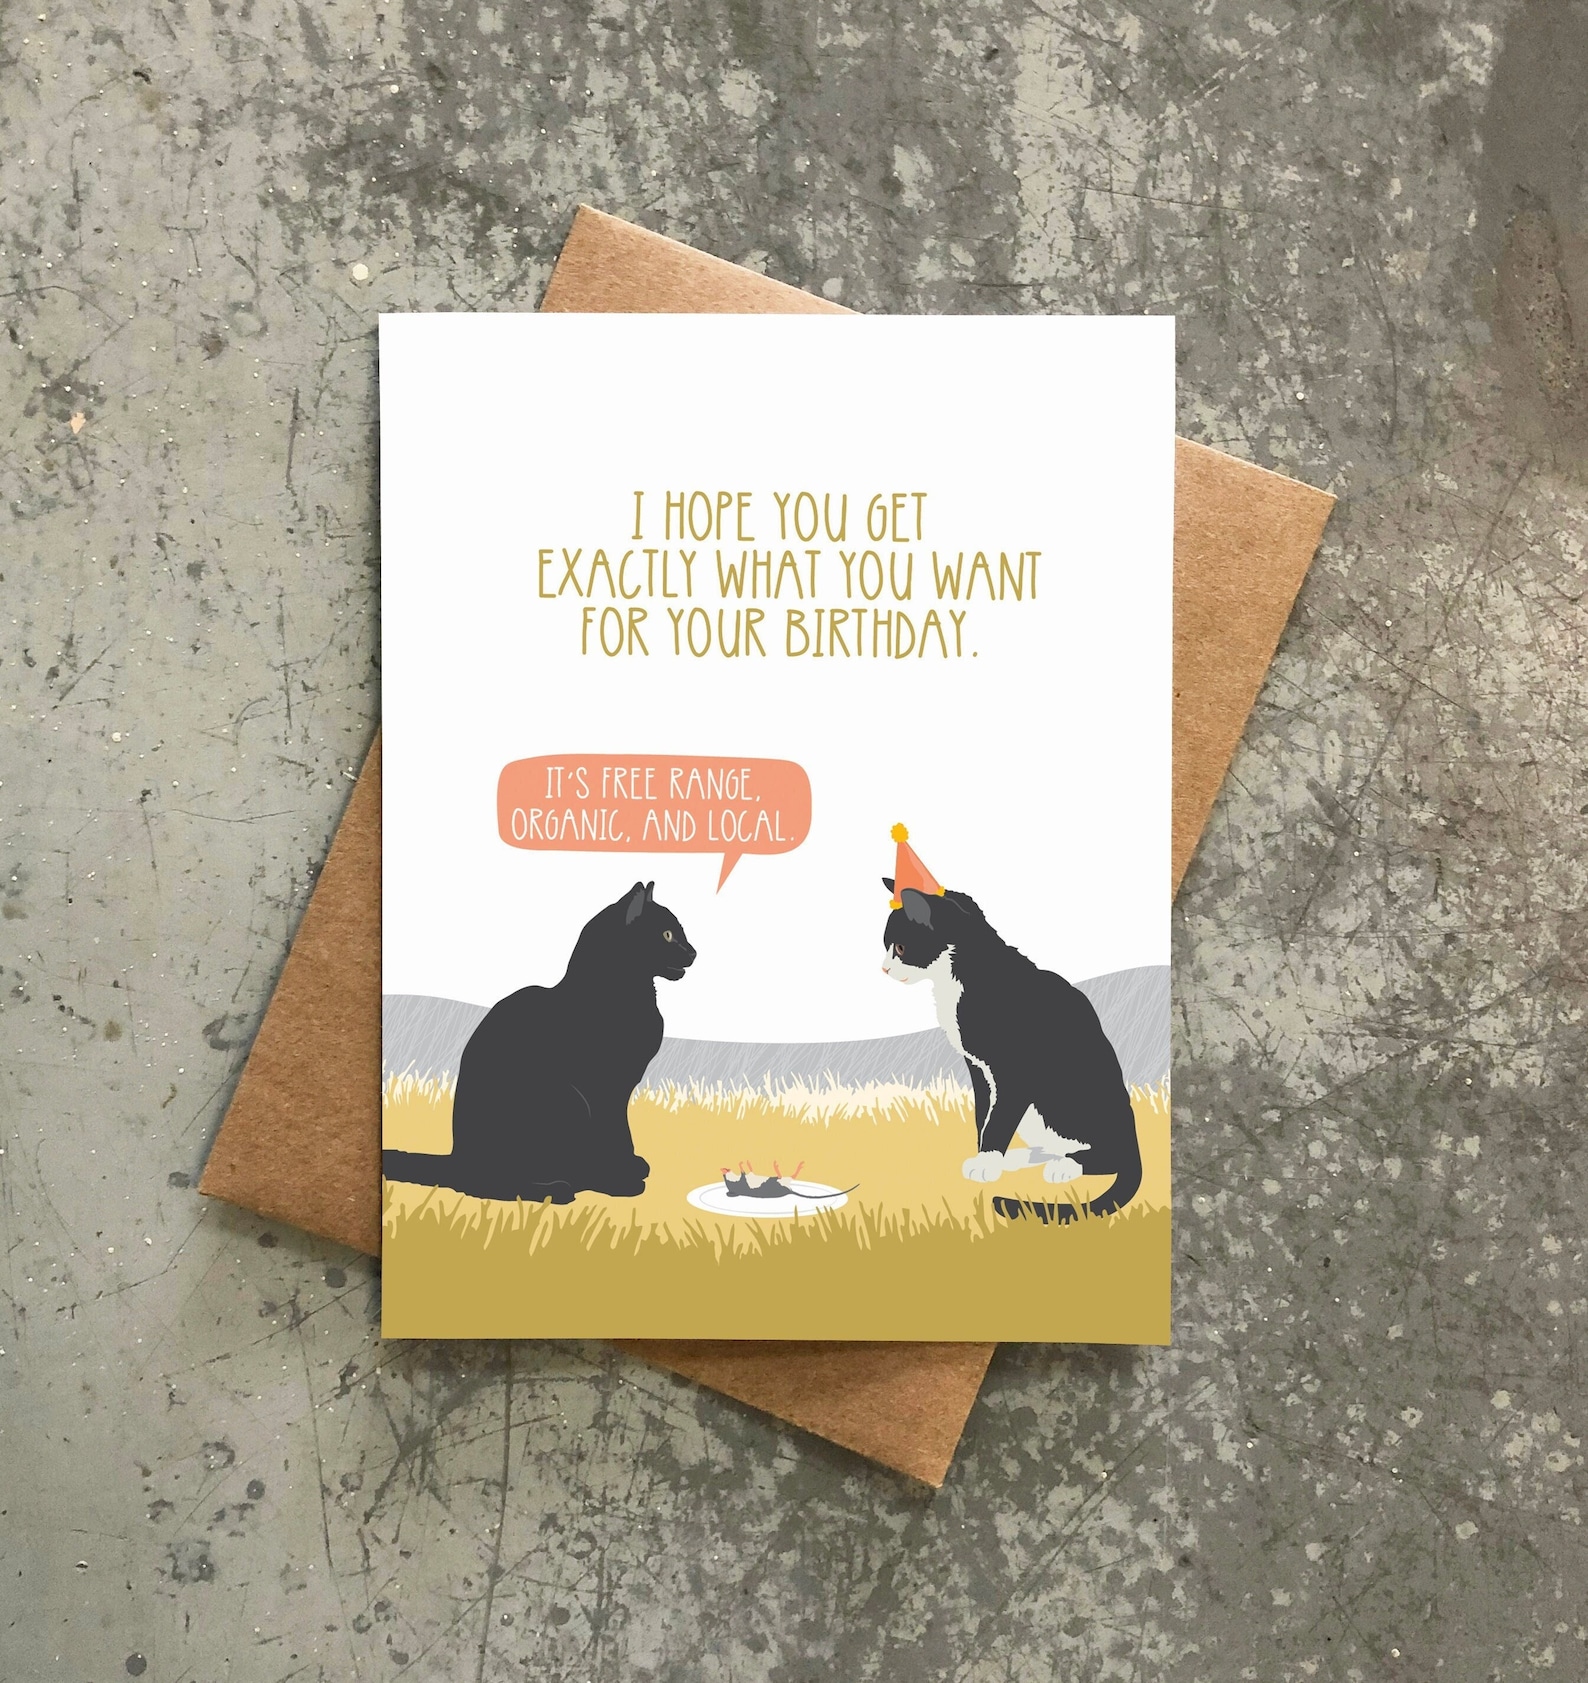 I HOPE YOU GET
EXACTLY WHAT YOU WANT
FOR YOUR BIRTHDAY.
IT'S FREE RANGE,
ORGANIC, AND LOCAL.